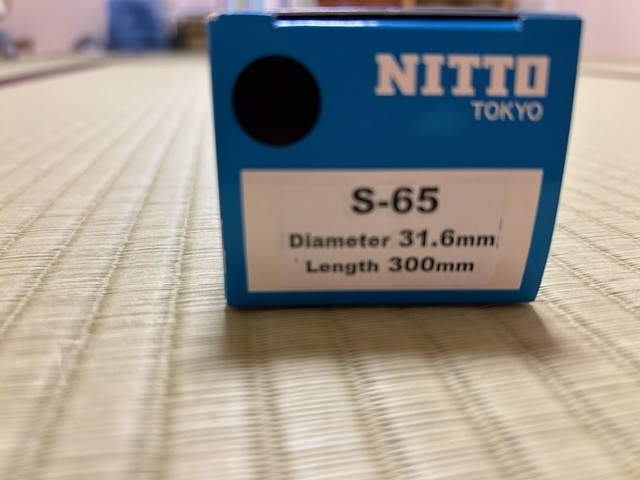 NITTO
TOKYO
S-65
Diameter 31.6mm
Length 300mm